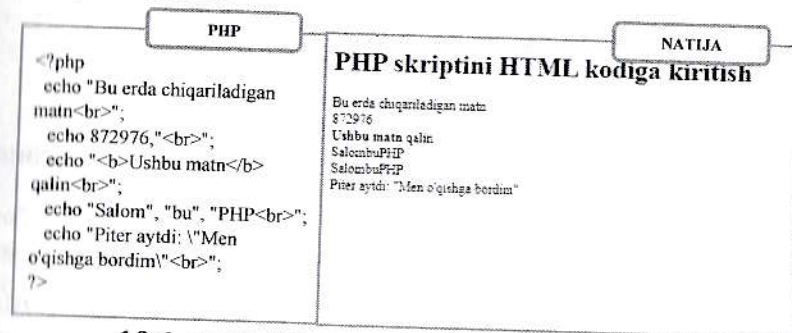 PHP
<?php
echo "Bu erda chiqariladigan
matn<br>";
echo 872976,"<br>";
echo "<b>Ushbu matn</b>
qalin<br>";
echo "Salom", "bu", "PHP<br>";
echo "Piter aytdi: \"Men
o'qishga bordim\"<br>";
?>
NATIJA
PHP skriptini HTML kodiga kiritish
Bu erda chiqariladigan matn
872976
Ushbu matn qalin
SalombuPHP
SalombuPHP
Piter aytdi: "Men o'qishga bordim"